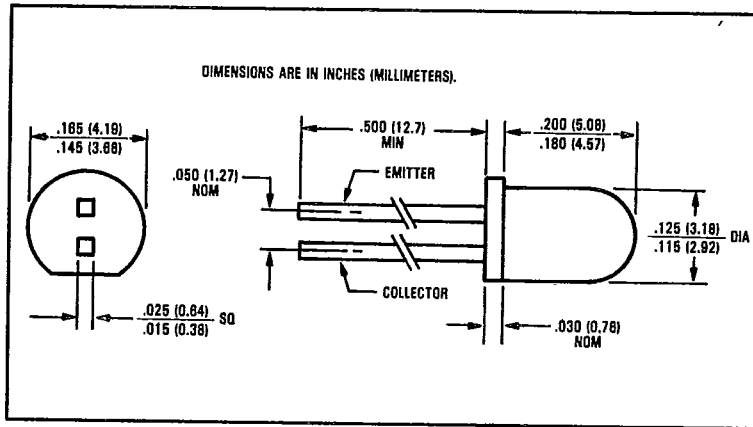 DIMENSIONS ARE IN INCHES (MILLIMETERS).
.165 (4.19)
.145 (3.68)
.500 (12.7)
MIN
.200 (5.08)
.180 (4.57)
.050 (1.27)
NOM
EMITTER
.125 (3.18)
.115 (2.92)
DIA
COLLECTOR
.025 (0.64)
.015 (0.38)
SQ
.030 (0.76)
NOM